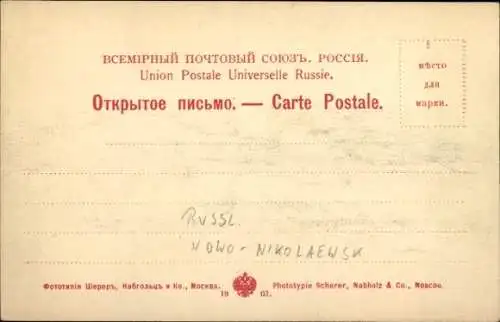 ВСЕМІРНЫЙ ПОЧТОВЫЙ СОЮЗЪ. РОССІЯ.
Union Postale Universelle Russie.
Открытое письмо. — Carte Postale.
мѣсто
для
марки.
RUSSL.
NOWO-NIKOLAEWSK
Фототипія Шереръ, Набгольцъ и Ко., Москва. Phototypie Scherer, Nabholz & Co., Moscou.
19